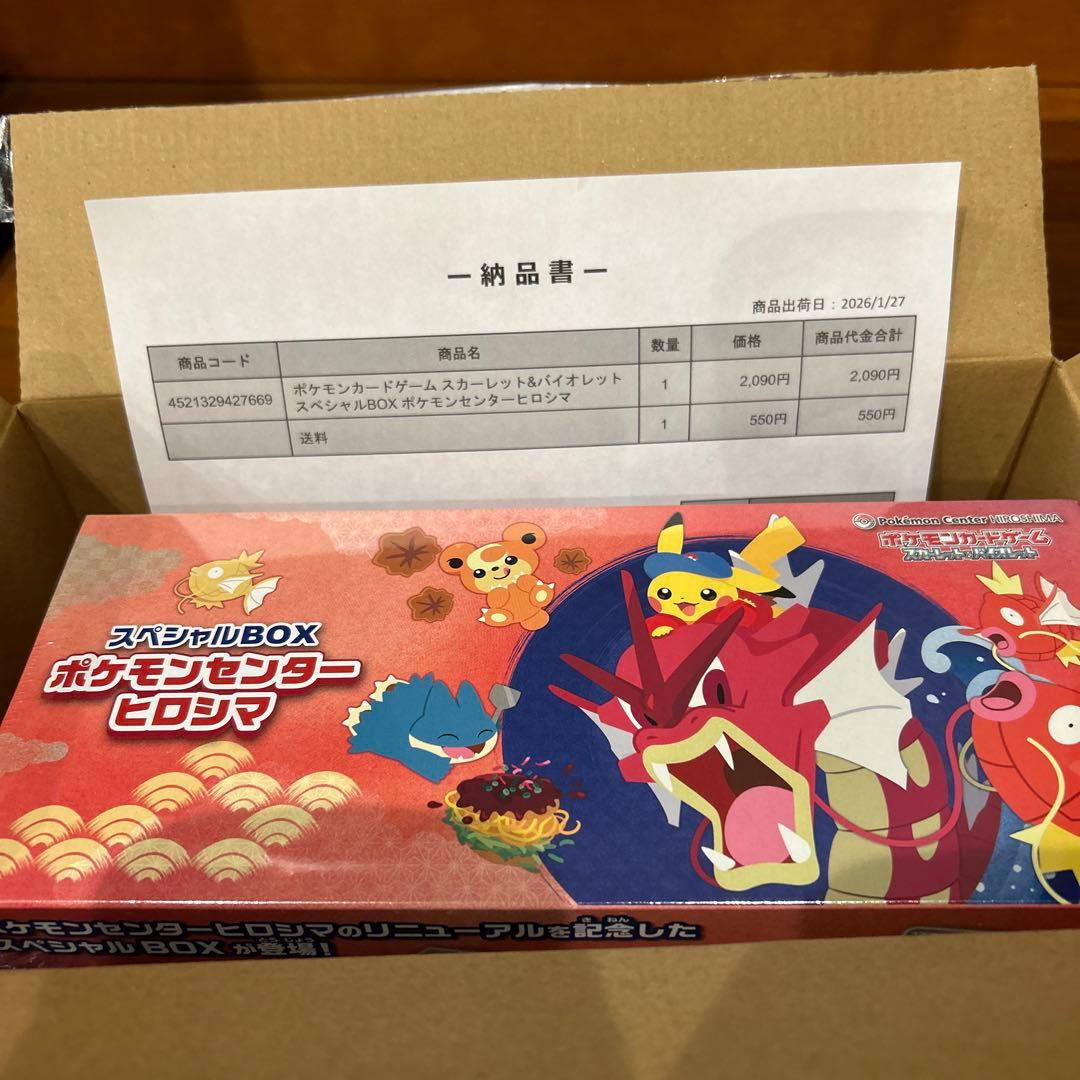 ー納品書ー
商品出荷日：2026/1/27
商品コード 商品名 数量 価格 商品代金合計
4521329427669 ポケモンカードゲーム スカーレット&バイオレット 1 2,090円 2,090円
スペシャルBOX ポケモンセンターヒロシマ
送料 1 550円 550円
Pokémon Center HIROSHIMA
ポケモンカードゲーム
スカーレット&バイオレット
スペシャルBOX
ポケモンセンター
ヒロシマ
ポケモンセンターヒロシマのリニューアルを記念した
きねん
スペシャルBOXが登場！